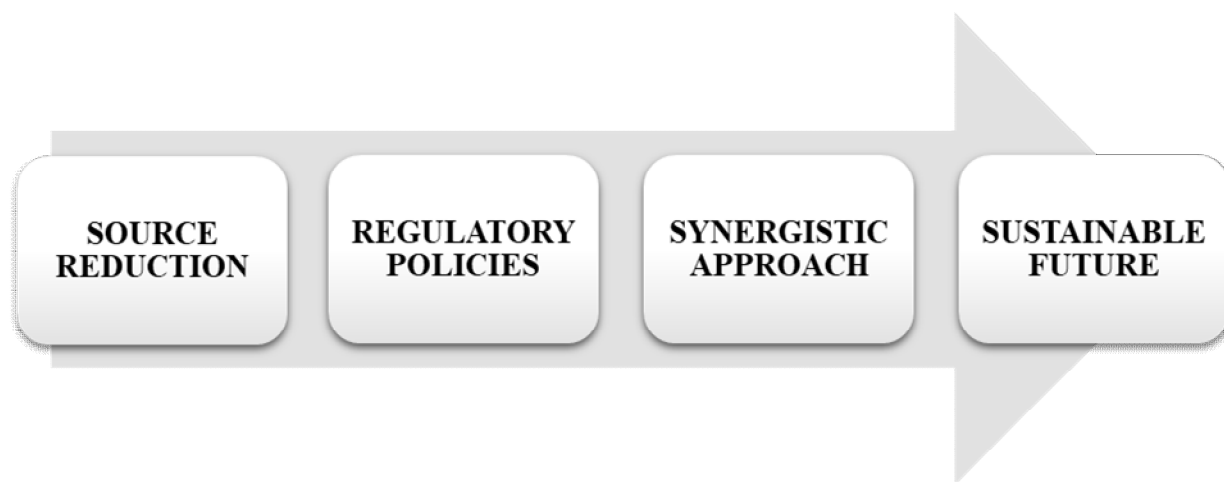 SOURCE
REDUCTION
REGULATORY
POLICIES
SYNERGISTIC
APPROACH
SUSTAINABLE
FUTURE